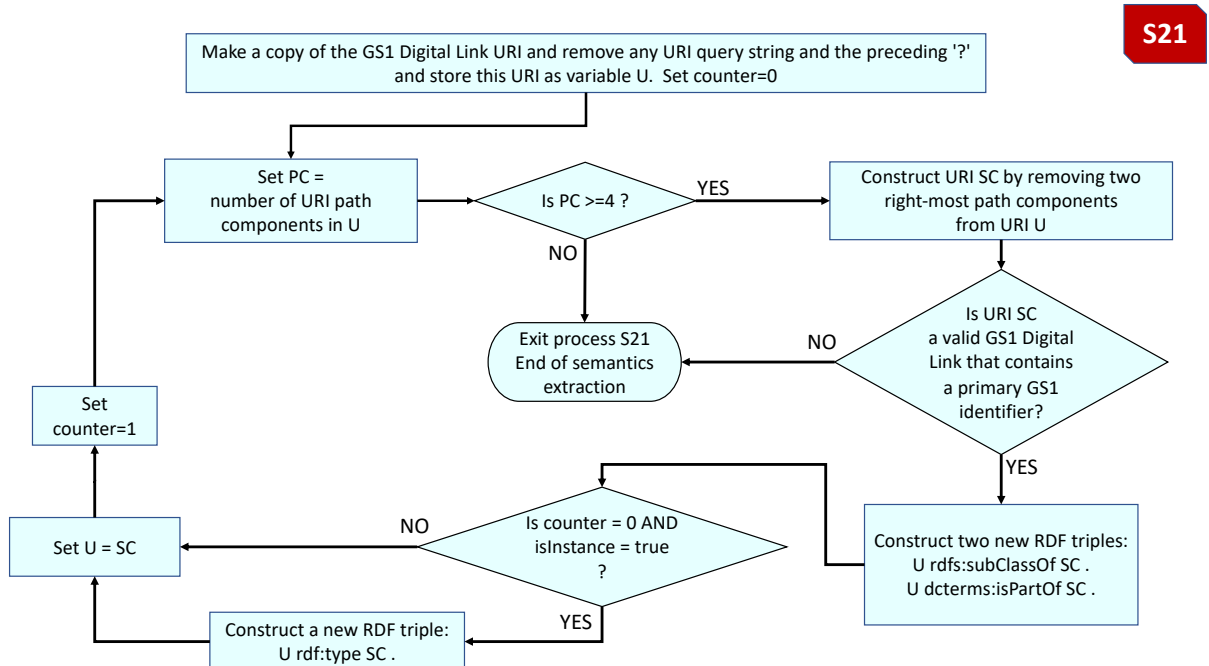 S21
Make a copy of the GS1 Digital Link URI and remove any URI query string and the preceding '?'
and store this URI as variable U.  Set counter=0
Set PC =
number of URI path
components in U
Is PC >=4 ?
YES
NO
Construct URI SC by removing two
right-most path components
from URI U
Is URI SC
a valid GS1 Digital
Link that contains
a primary GS1
identifier?
NO
YES
Exit process S21
End of semantics
extraction
Construct two new RDF triples:
U rdfs:subClassOf SC .
U dcterms:isPartOf SC .
Is counter = 0 AND
isInstance = true
?
NO
YES
Construct a new RDF triple:
U rdf:type SC .
Set U = SC
Set
counter=1